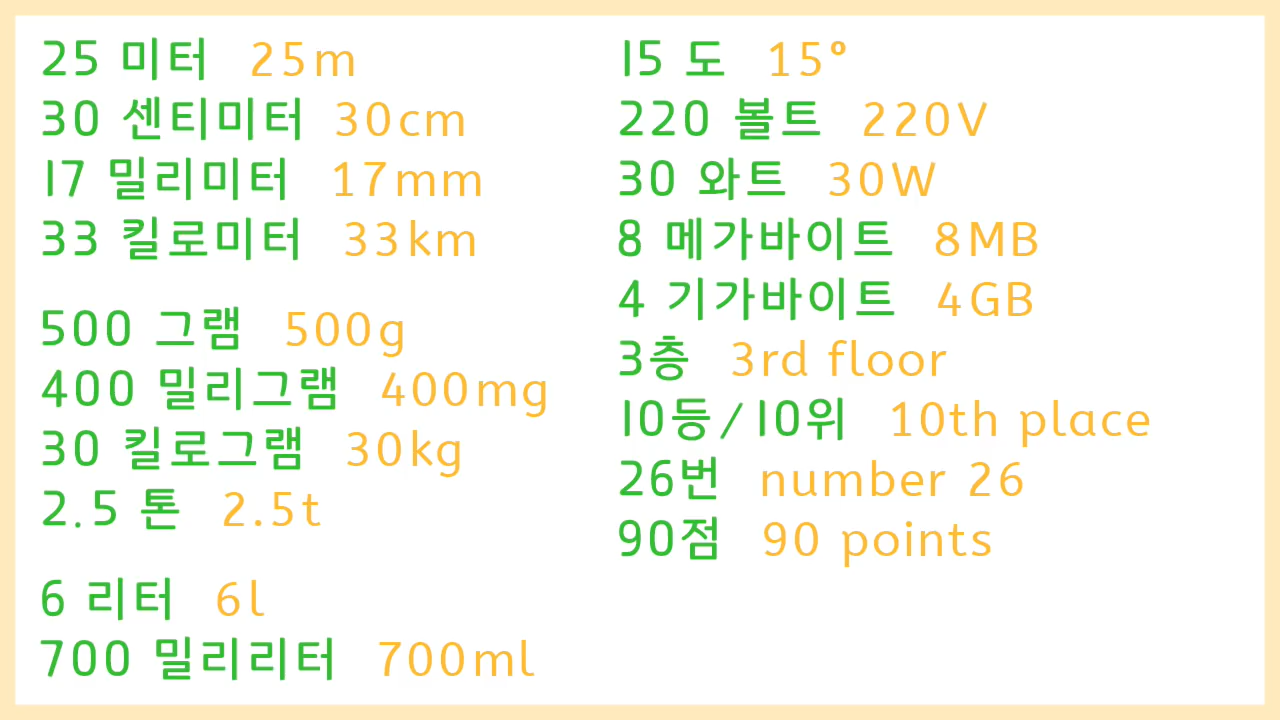 25 미터 25m
30 센티미터 30cm
17 밀리미터 17mm
33 킬로미터 33km
500 그램 500g
400 밀리그램 400mg
30 킬로그램 30kg
2.5 톤 2.5t
6 리터 6l
700 밀리리터 700ml
15 도 15°
220 볼트 220V
30 와트 30W
8 메가바이트 8MB
4 기가바이트 4GB
3층 3rd floor
10등/10위 10th place
26번 number 26
90점 90 points